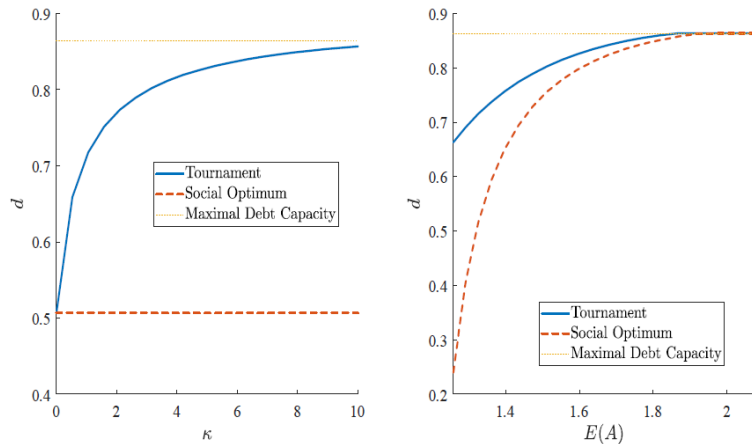 0.9
0.8
0.7
0.6
0.5
0.4
d
0
2
4
6
8
10
κ
Tournament
Social Optimum
Maximal Debt Capacity
0.9
0.8
0.7
0.6
0.5
0.4
0.3
0.2
d
1.4
1.6
1.8
2
E(A)
Tournament
Social Optimum
Maximal Debt Capacity